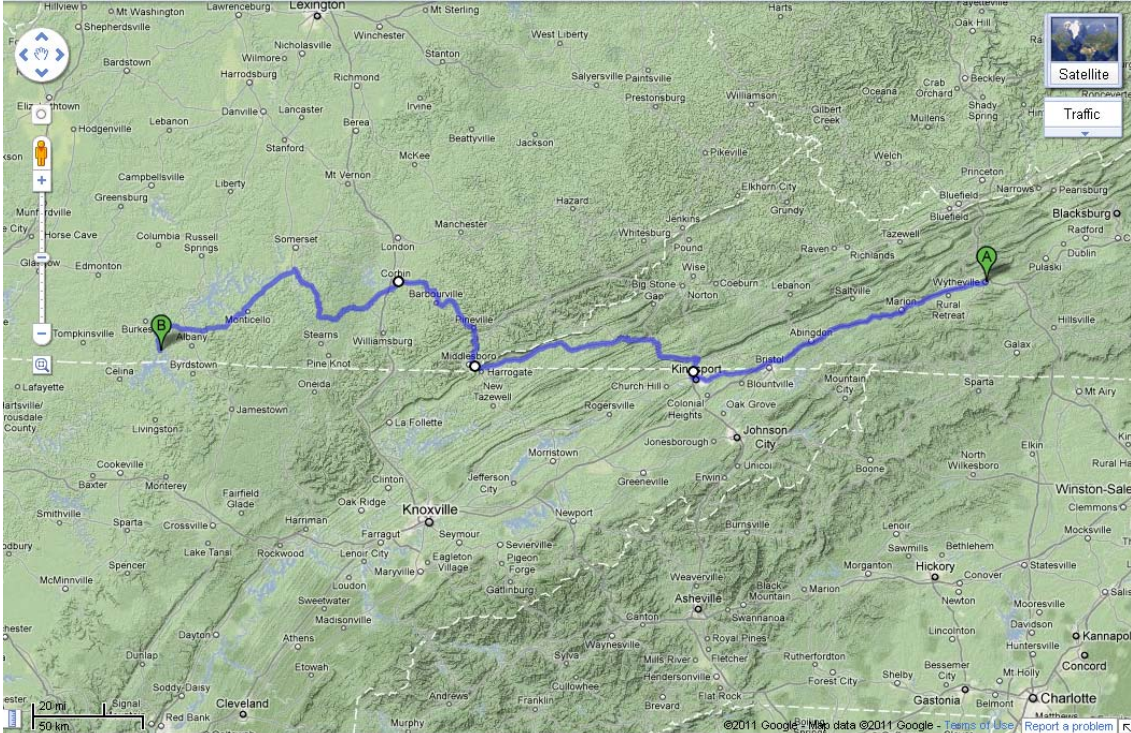 Hillview
Mt Washington
Lawrenceburg
Lexington
Mt Sterling
Harts
Fayetteville
Shepherdsville
Winchester
West Liberty
Oak Hill
Nicholasville
Stanton
Bardstown
Wilmore
Harrodsburg
Richmond
Salyersville
Paintsville
Prestonsburg
Williamson
Oceana
Crab
Orchard
Beckley
Satellite
Irvine
Gilbert
Creek
Mullens
Shady
Spring
Ronceverte
Traffic
Danville
Lancaster
Lebanon
Berea
Hodgenville
Beattyville
Jackson
Stanford
McKee
Pikeville
Welch
Mt Vernon
Princeton
Campbellsville
Liberty
Elkhorn City
Narrows
Pearisburg
Greensburg
Hazard
Grundy
Bluefield
Bluefield
Blacksburg
Munfordville
Manchester
Jenkins
Radford
Horse Cave
Columbia
Russell
Springs
Somerset
London
Whitesburg
Pound
Raven
Richlands
Tazewell
Dublin
A
Edmonton
Corbin
Wise
Pulaski
Barbourville
Big Stone
Gap
Norton
Coeburn
Lebanon
Saltville
Wytheville
Marion
Rural
Retreat
Monticello
Pineville
Hillsville
Tompkinsville
B
Albany
Stearns
Williamsburg
Abingdon
Galax
Byrdstown
Pine Knot
Middlesboro
Harrogate
Kingsport
Bristol
Celina
Lafayette
Oneida
New
Tazewell
Church Hill
Blountville
Mountain
City
Sparta
Mt Airy
Hartsville/
Trousdale
County
Jamestown
Rogersville
Colonial
Heights
Oak Grove
Livingston
La Follette
Jonesborough
Johnson
City
Elkin
Morristown
Cookeville
Baxter
Monterey
Clinton
Jefferson
City
Greeneville
Unicoi
Erwin
Boone
North
Wilkesboro
Rural Ha
Fairfield
Glade
Oak Ridge
Winston-Sale
Clemmons
Smithville
Sparta
Crossville
Harriman
Knoxville
Newport
Burnsville
Lenoir
Mocksville
Farragut
Seymour
Lake Tansi
Rockwood
Lenoir City
Eagleton
Village
Sevierville
Pigeon
Forge
Sawmills
Bethlehem
Spencer
Maryville
Gatlinburg
Morganton
Hickory
Conover
Statesville
McMinnville
Loudon
Weaverville
Black
Mountain
Marion
Newton
Sweetwater
Asheville
Swannanoa
Mooresville
Madisonville
Canton
Davidson
Dayton
Athens
Waynesville
Royal Pines
Lincolnton
Huntersville
Kannapol
Dunlap
Etowah
Sylva
Mills River
Fletcher
Rutherfordton
Bessemer
City
Mt Holly
Concord
Hendersonville
Forest City
Shelby
Soddy-Daisy
Cullowhee
Gastonia
Belmont
Charlotte
20 mi
Signal
Cleveland
Andrews
Franklin
Brevard
Flat Rock
Matthews
50 km
Red Bank
Murphy
©2011 Google - Map data ©2011 Google - Terms of Use
Report a problem